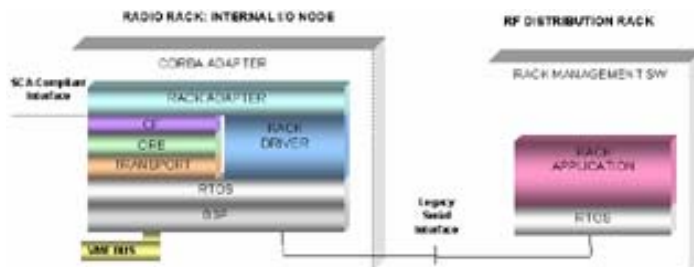 RADIO RACK: INTERNAL I/O NODE
RF DISTRIBUTION RACK
CORBA ADAPTER
RACK MANAGEMENT SW
SCA Compliant
Interface
RACK ADAPTER
CF
ORB
TRANSPORT
RACK
DRIVER
RTOS
BSP
VME BUS
RACK
APPLICATION
RTOS
Legacy
Serial
Interface